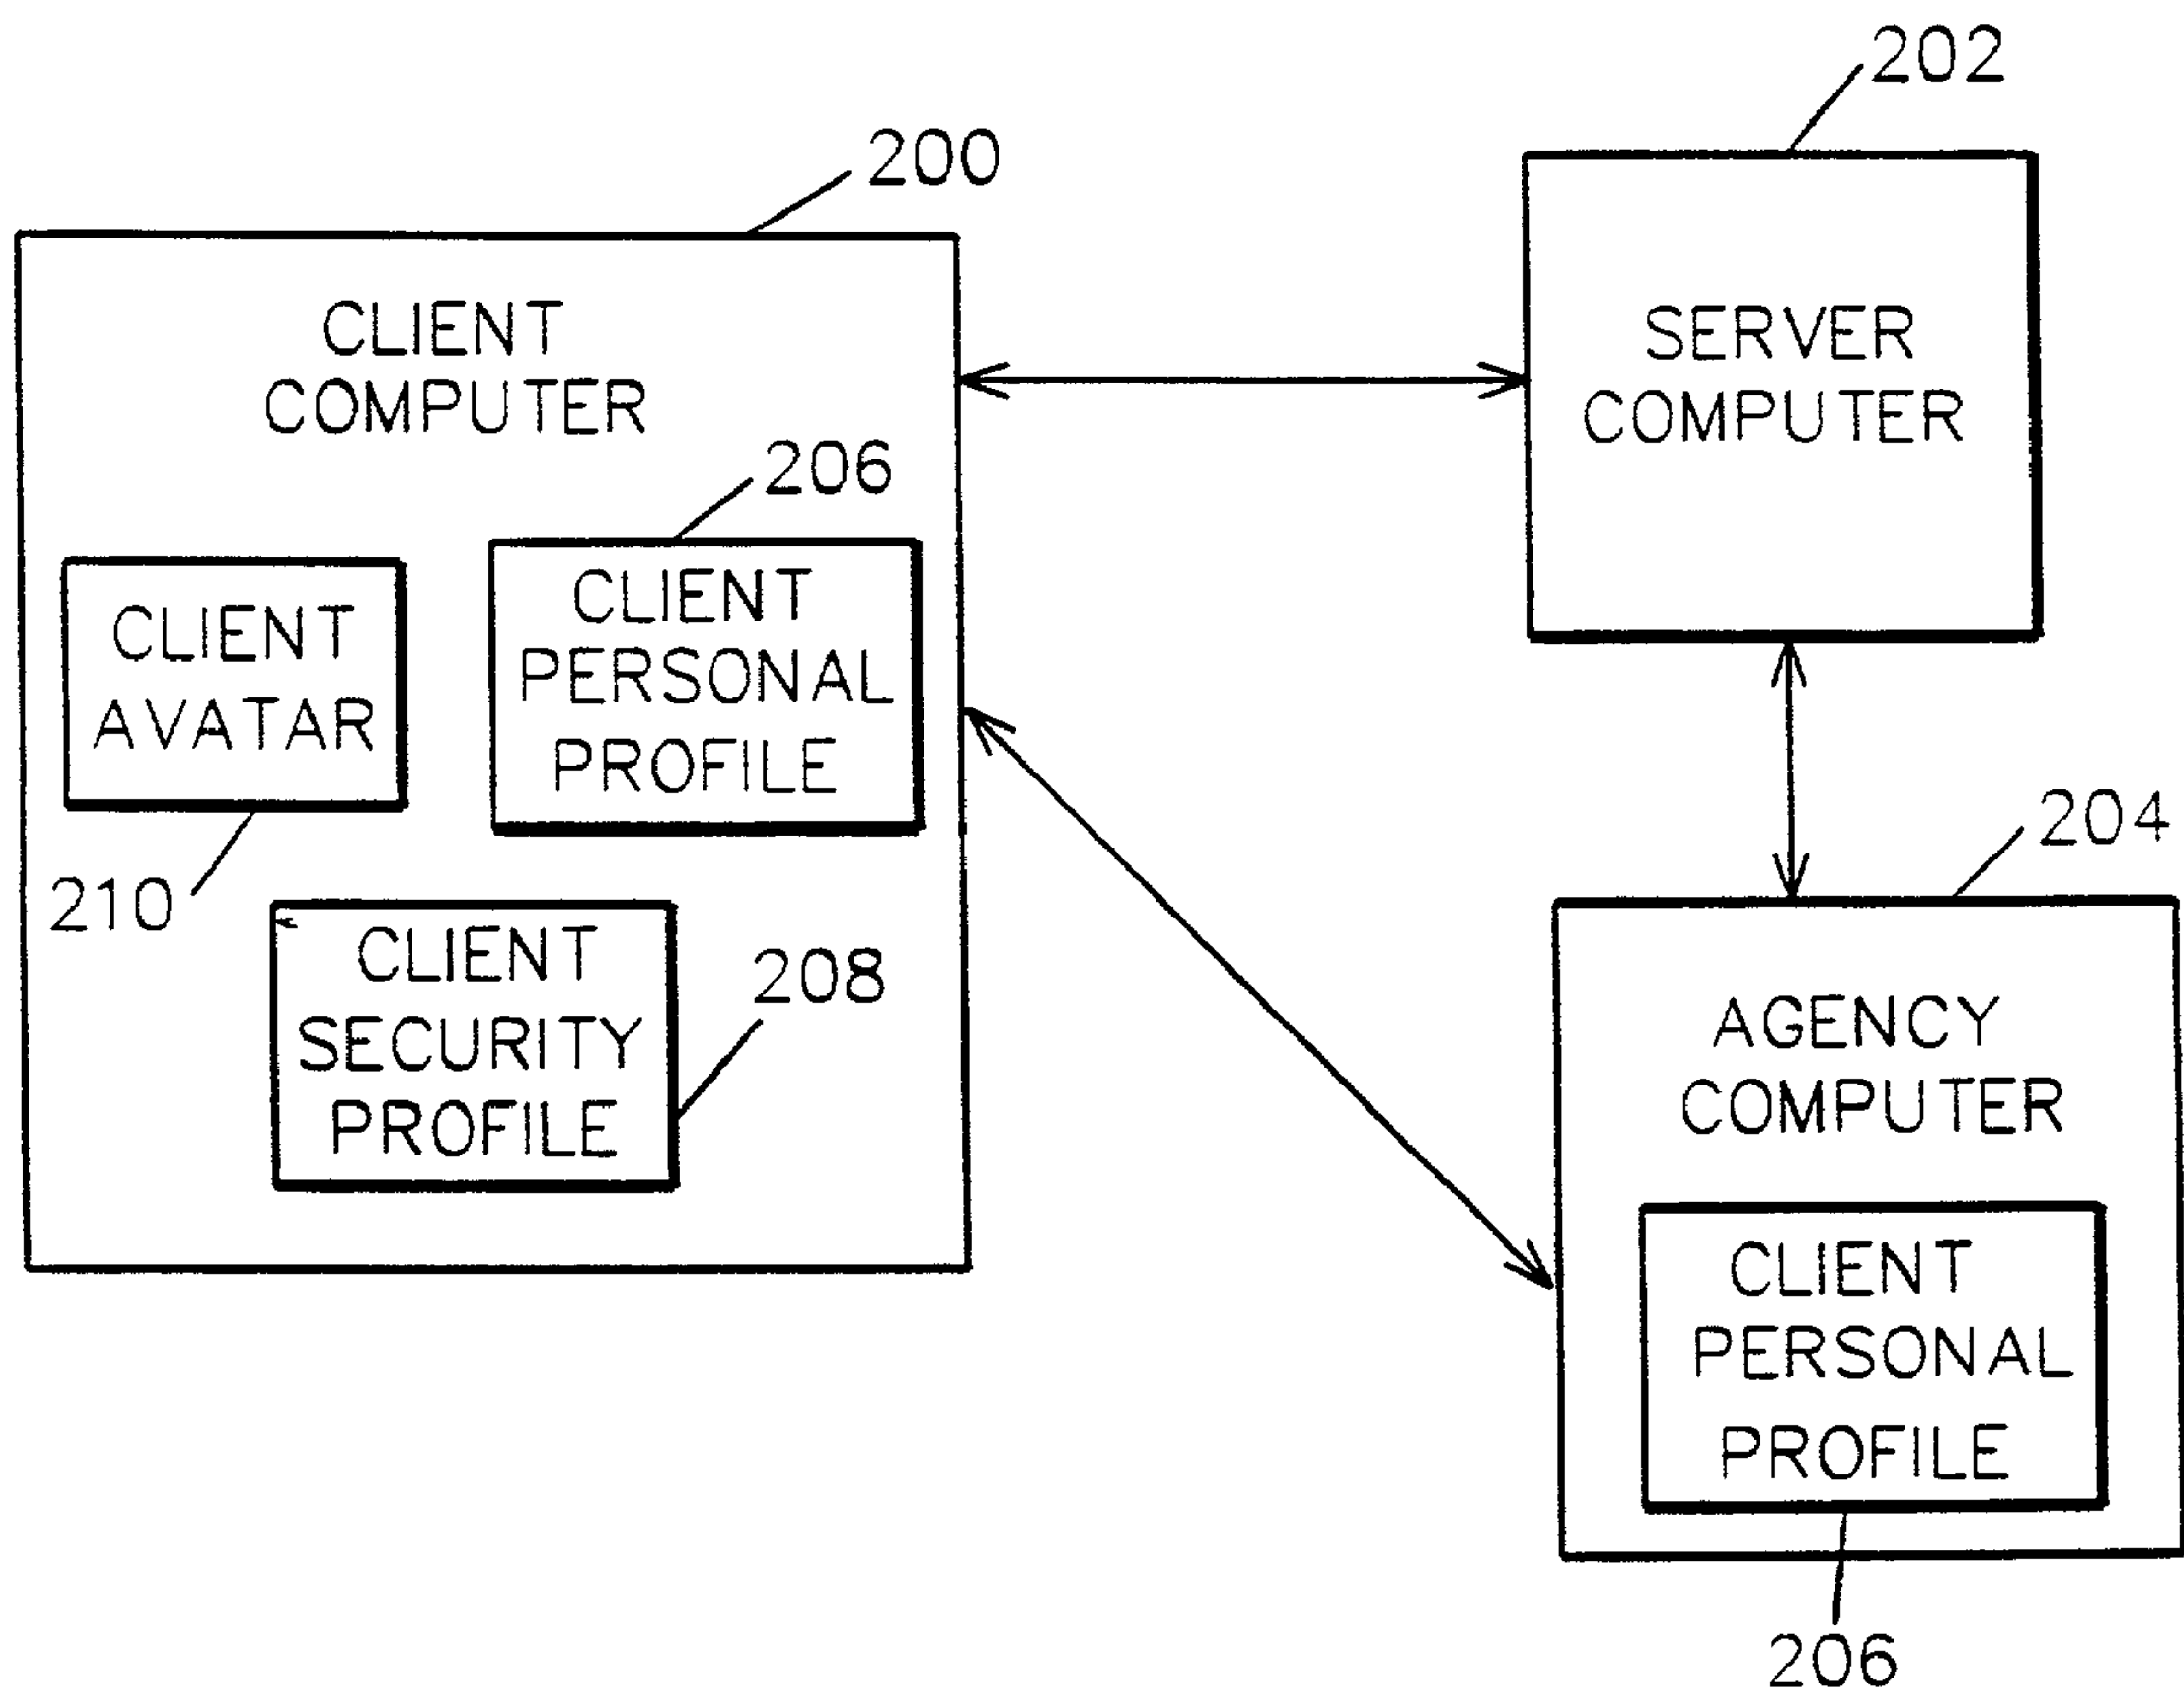 202
200
CLIENT
COMPUTER
SERVER
COMPUTER
206
CLIENT
PERSONAL
PROFILE
CLIENT
AVATAR
210
204
CLIENT
SECURITY
PROFILE
208
AGENCY
COMPUTER
CLIENT
PERSONAL
PROFILE
206